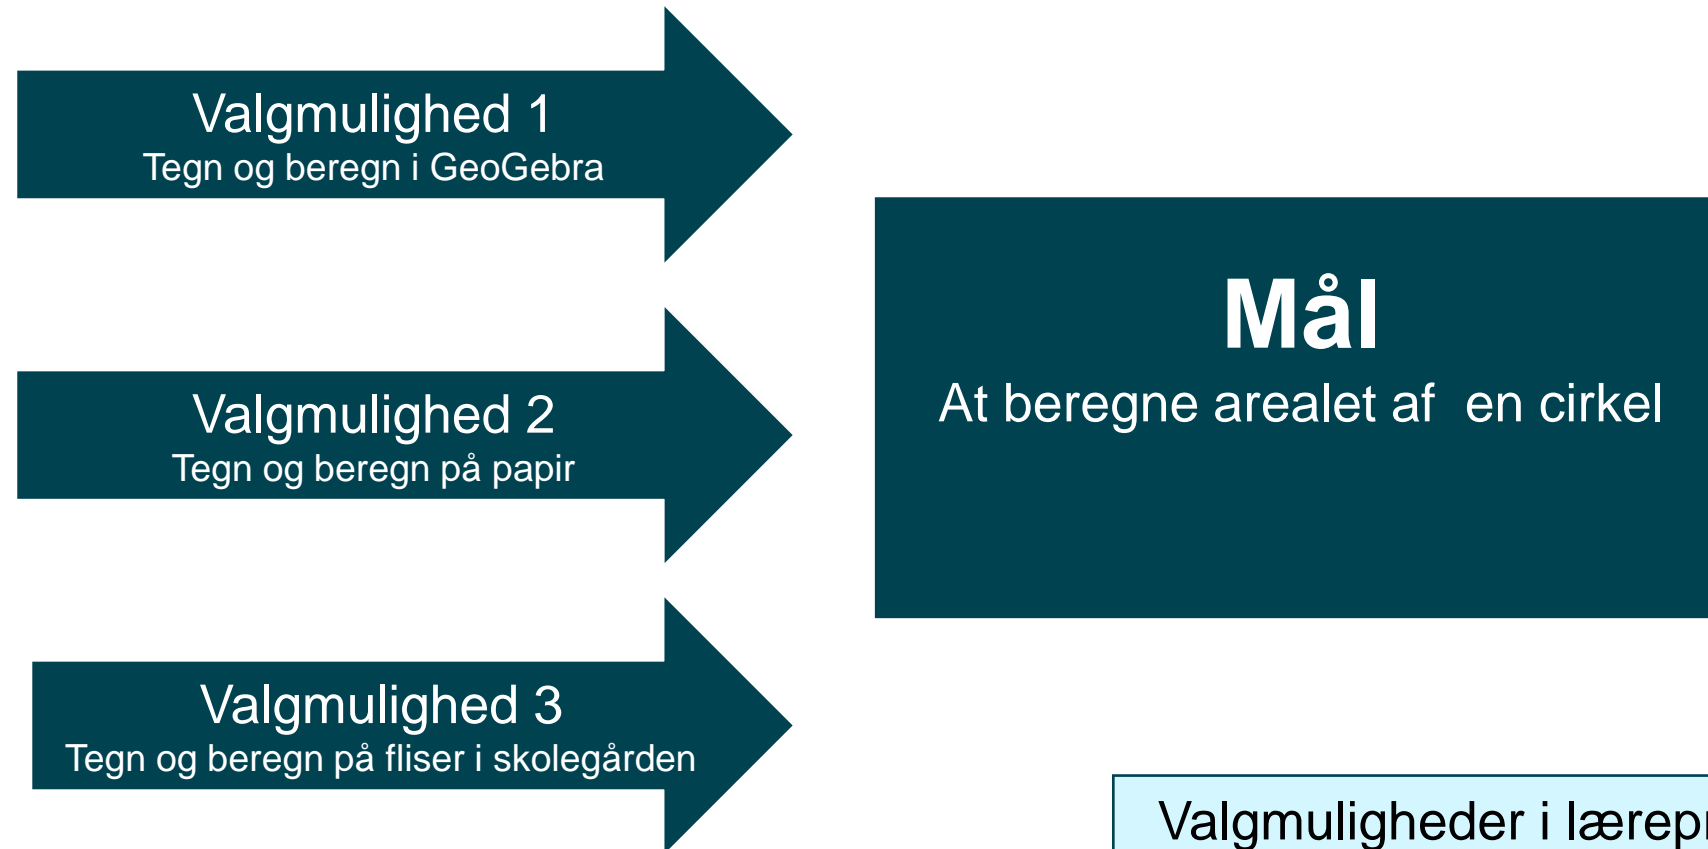 Valgmulighed 1
Tegn og beregn i GeoGebra
Valgmulighed 2
Tegn og beregn på papir
Valgmulighed 3
Tegn og beregn på fliser i skolegården
Mål
At beregne arealet af  en cirkel
Valgmuligheder i